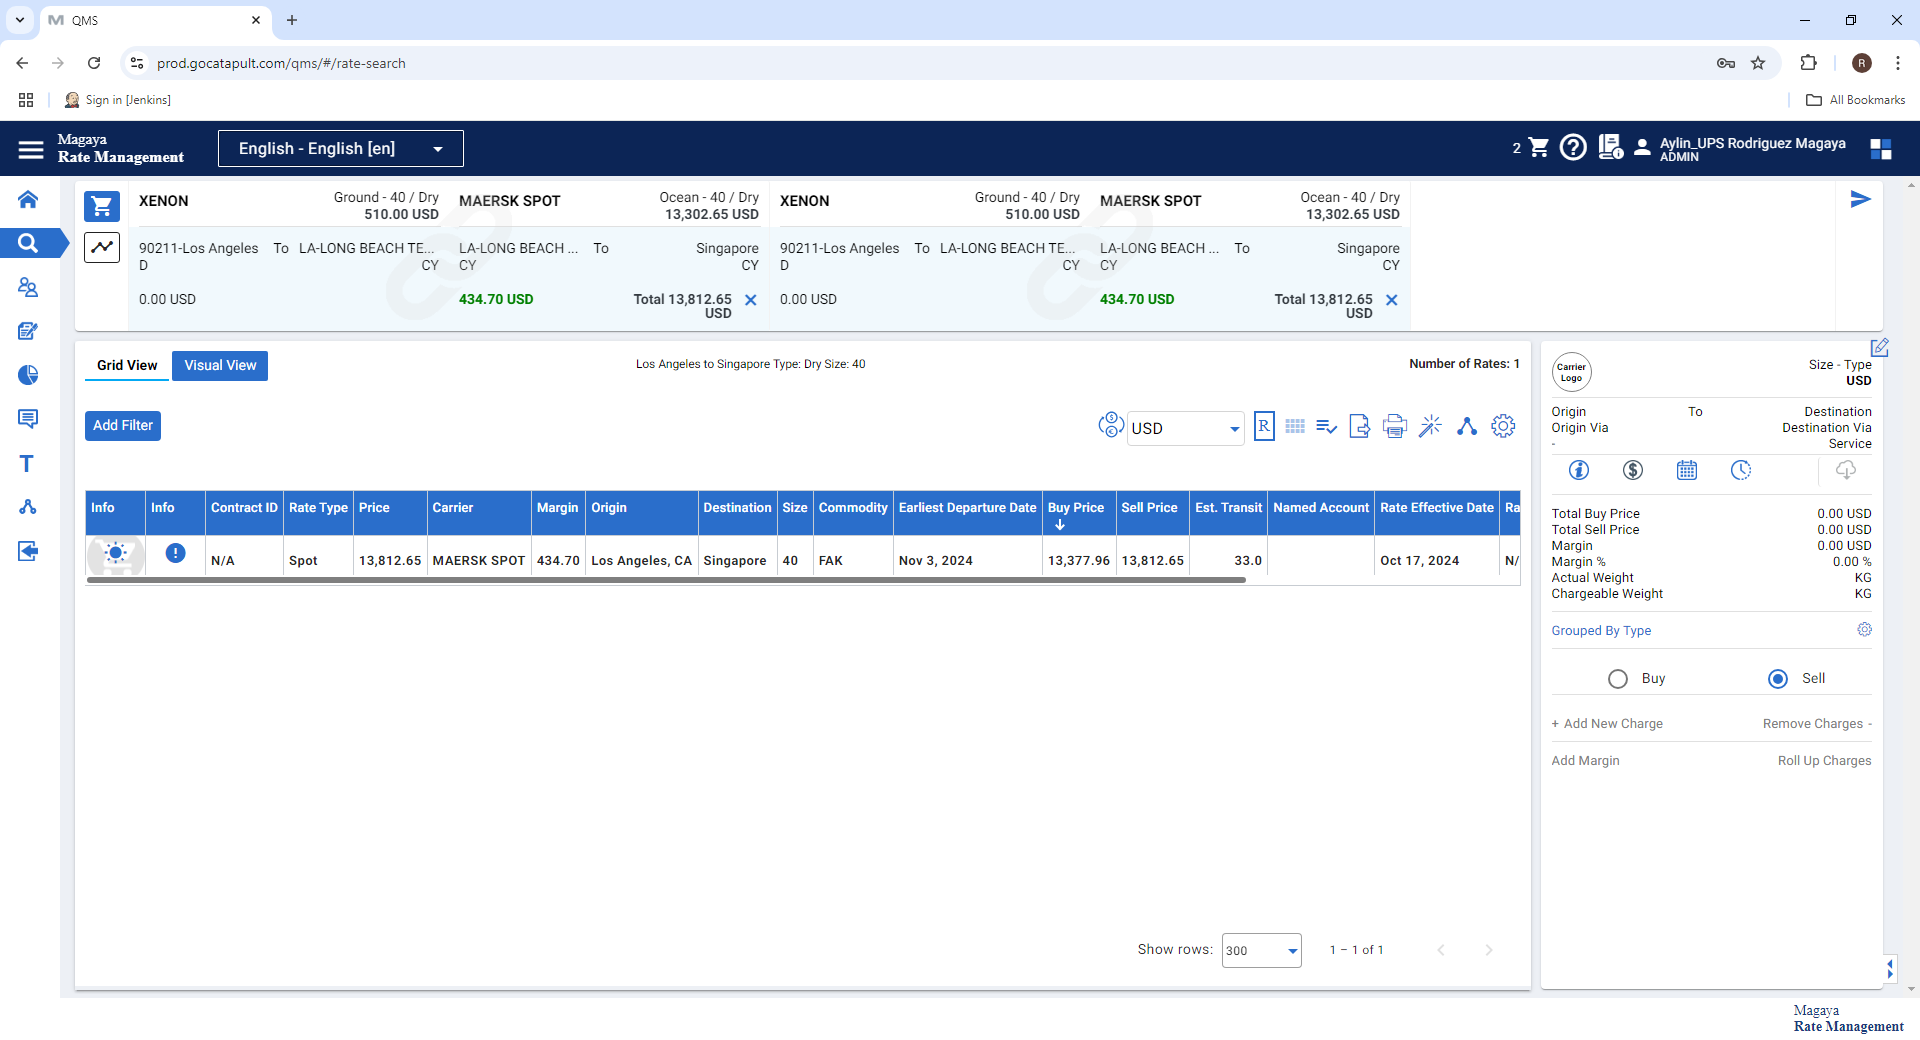 QMS
prod.gocatapult.com/qms/#/rate-search
R
Sign in [Jenkins]
All Bookmarks
Magaya
Rate Management
English - English [en]
2
Aylin_UPS Rodriguez Magaya
ADMIN
XENON
Ground - 40 / Dry
510.00 USD
MAERSK SPOT
Ocean - 40 / Dry
13,302.65 USD
XENON
Ground - 40 / Dry
510.00 USD
MAERSK SPOT
Ocean - 40 / Dry
13,302.65 USD
90211-Los Angeles To LA-LONG BEACH TE...
D CY
LA-LONG BEACH ... To Singapore
CY CY
90211-Los Angeles To LA-LONG BEACH TE...
D CY
LA-LONG BEACH ... To Singapore
CY CY
0.00 USD
434.70 USD
Total 13,812.65
USD
0.00 USD
434.70 USD
Total 13,812.65
USD
Grid View
Visual View
Los Angeles to Singapore Type: Dry Size: 40
Number of Rates: 1
Add Filter
USD
R
Info Info Contract ID Rate Type Price Carrier Margin Origin Destination Size Commodity Earliest Departure Date Buy Price Sell Price Est. Transit Named Account Rate Effective Date Ra
N/A Spot 13,812.65 MAERSK SPOT 434.70 Los Angeles, CA Singapore 40 FAK Nov 3, 2024 13,377.96 13,812.65 33.0 Oct 17, 2024 N/
Show rows: 300 1 – 1 of 1
Carrier
Logo
Size - Type
USD
Origin To Destination
Origin Via Destination Via
- Service
Total Buy Price 0.00 USD
Total Sell Price 0.00 USD
Margin 0.00 USD
Margin % 0.00 %
Actual Weight KG
Chargeable Weight KG
Grouped By Type
Buy Sell
+ Add New Charge Remove Charges -
Add Margin Roll Up Charges
Magaya
Rate Management